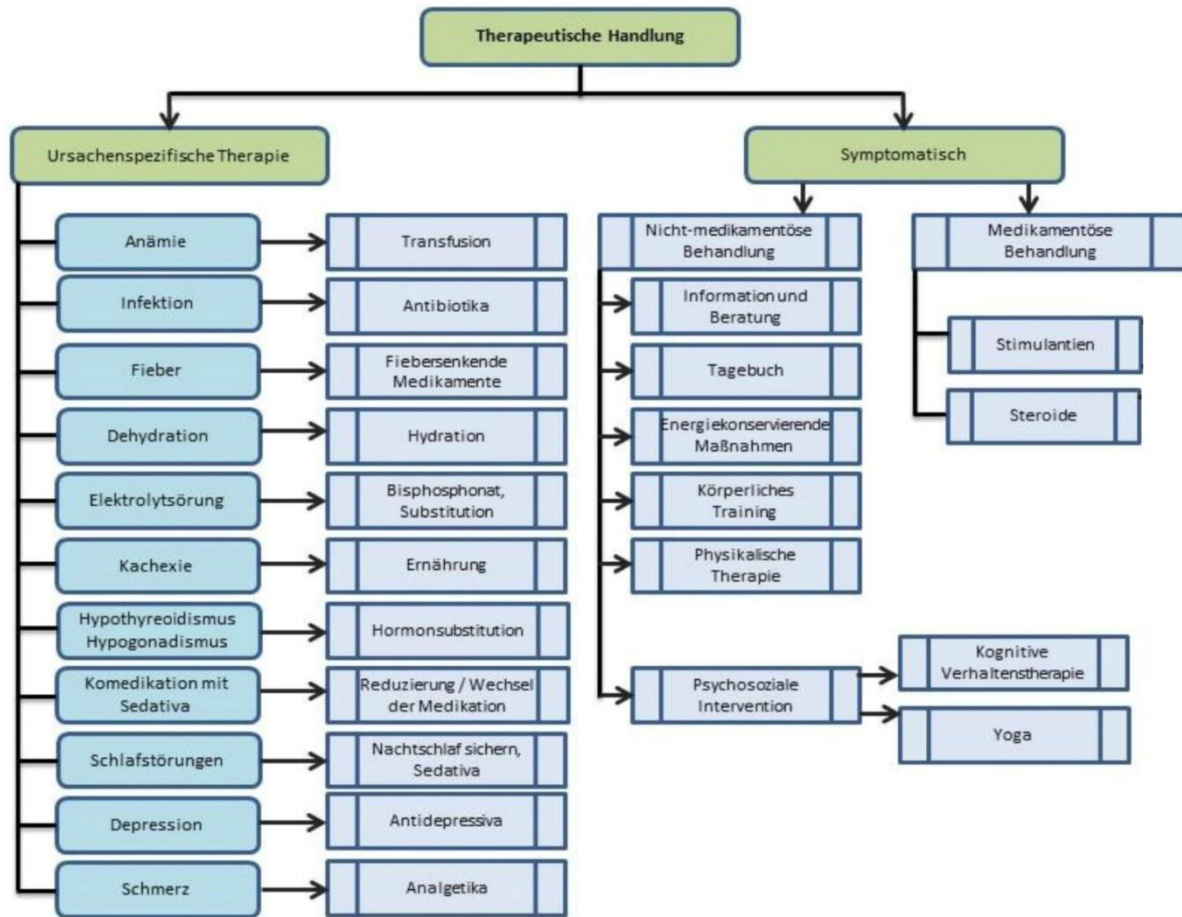 Therapeutische Handlung
Ursachenspezifische Therapie
Anämie
Transfusion
Infektion
Antibiotika
Fieber
Fiebersenkende
Medikamente
Dehydration
Hydration
Elektrolytsörung
Bisphosphonat,
Substitution
Kachexie
Ernährung
Hypothyreoidismus
Hypogonadismus
Hormonsubstitution
Komedikation mit
Sedativa
Reduzierung / Wechsel
der Medikation
Schlafstörungen
Nachtschlaf sichern,
Sedativa
Depression
Antidepressiva
Schmerz
Analgetika
Symptomatisch
Nicht-medikamentöse
Behandlung
Information und
Beratung
Tagebuch
Energiekonservierende
Maßnahmen
Körperliches
Training
Physikalische
Therapie
Psychosoziale
Intervention
Kognitive
Verhaltenstherapie
Yoga
Medikamentöse
Behandlung
Stimulantien
Steroide